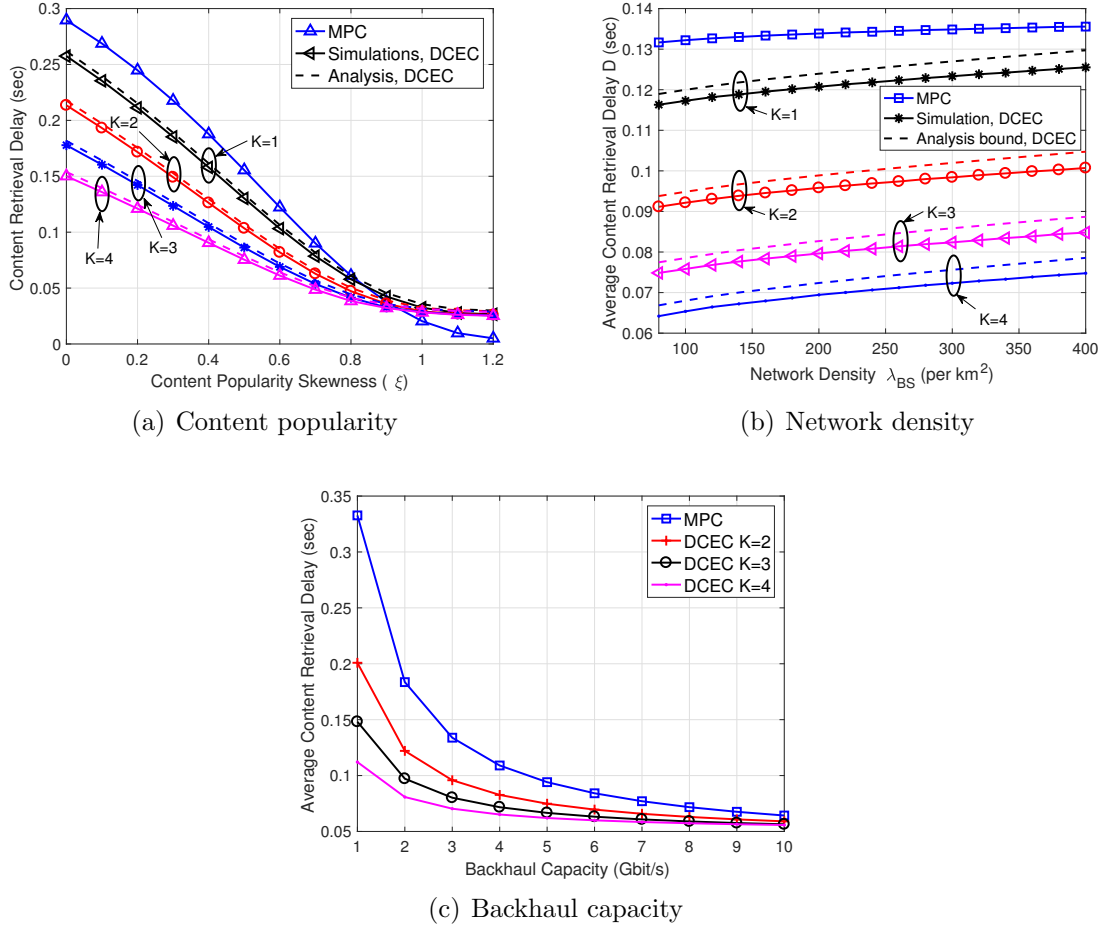 0.3
0.25
0.2
0.15
0.1
0.05
0
Content Retrieval Delay (sec)
MPC
Simulations, DCEC
Analysis, DCEC
K=2
K=1
K=4
K=3
0 0.2 0.4 0.6 0.8 1 1.2
Content Popularity Skewness ( ξ)
(a) Content popularity
0.14
0.13
0.12
0.11
0.1
0.09
0.08
0.07
0.06
Average Content Retrieval Delay D (sec)
K=1
MPC
Simulation, DCEC
Analysis bound, DCEC
K=2
K=3
K=4
100 150 200 250 300 350 400
Network Density λBS (per km2)
(b) Network density
0.35
0.3
0.25
0.2
0.15
0.1
0.05
Average Content Retrieval Delay (sec)
MPC
DCEC K=2
DCEC K=3
DCEC K=4
1 2 3 4 5 6 7 8 9 10
Backhaul Capacity (Gbit/s)
(c) Backhaul capacity